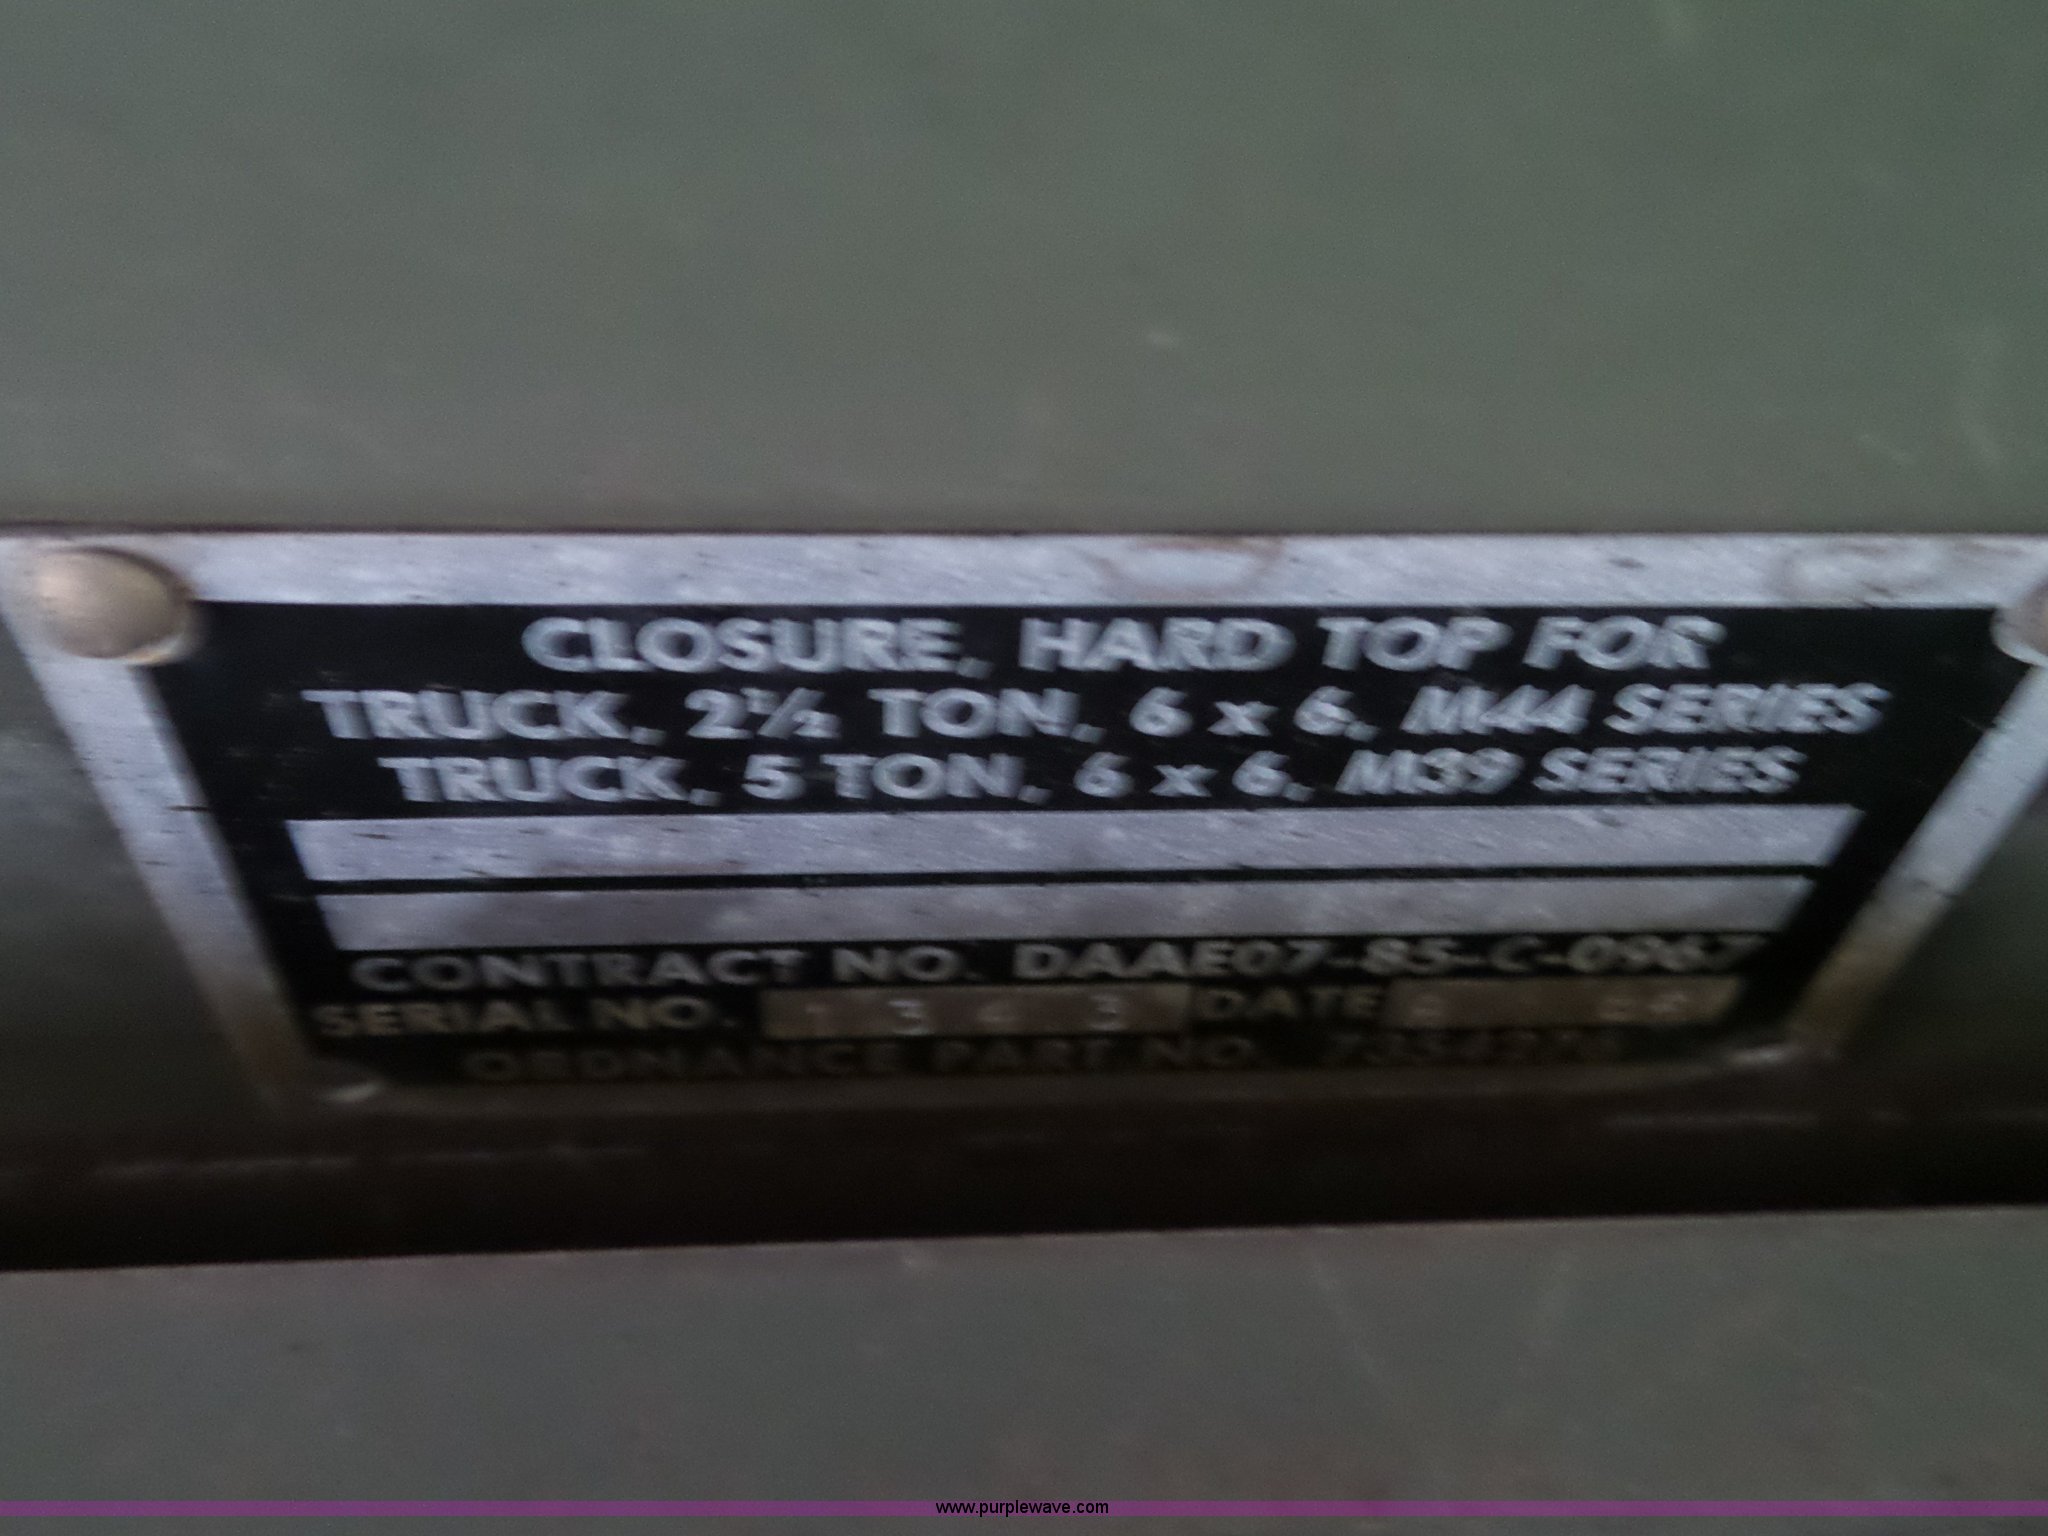 CLOSURE, HARD TOP FOR
TRUCK, 2½ TON, 6 x 6, M44 SERIES
TRUCK, 5 TON, 6 x 6, M39 SERIES
CONTRACT NO. DAAE07-85-C-0967
SERIAL NO. DATE
ORDNANCE PART NO.
www.purplewave.com